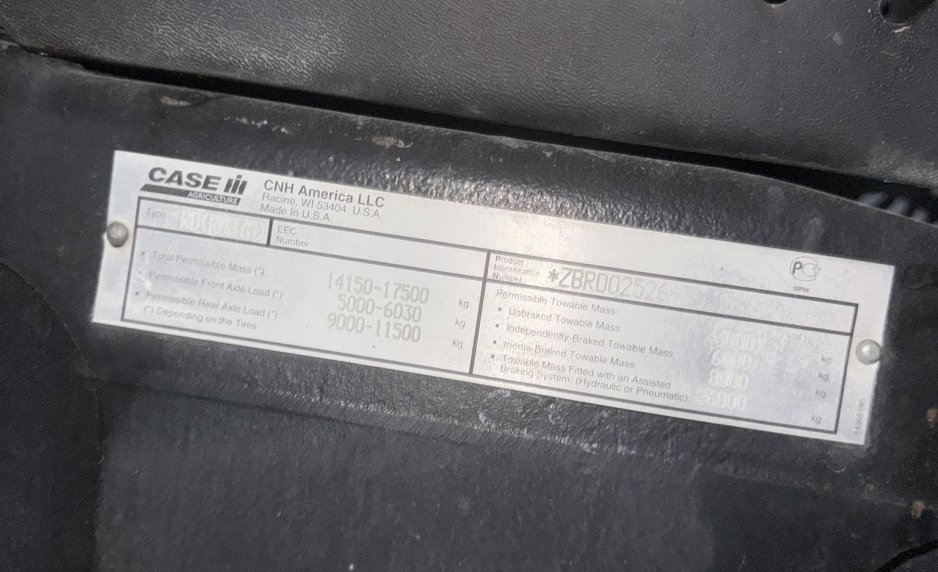 CASE IH
AGRICULTURE
CNH America LLC
Racine, WI 53404 U.S.A.
Made in U.S.A.
Type
EEC
Number
• Total Permissible Mass (*): 14150-17500 kg
• Permissible Front Axle Load (*): 5000-6030 kg
• Permissible Rear Axle Load (*): 9000-11500 kg
(*) Depending on the Tires
Product
Identification
Number
*ZBRD02526
Permissibly Towable Mass:
• Unbraked Towable Mass: kg
• Independently-Braked Towable Mass: 6000 kg
• Inertia-Braked Towable Mass: 8000 kg
• Towable Mass Fitted with an Assisted
Braking System: (Hydraulic or Pneumatic): kg